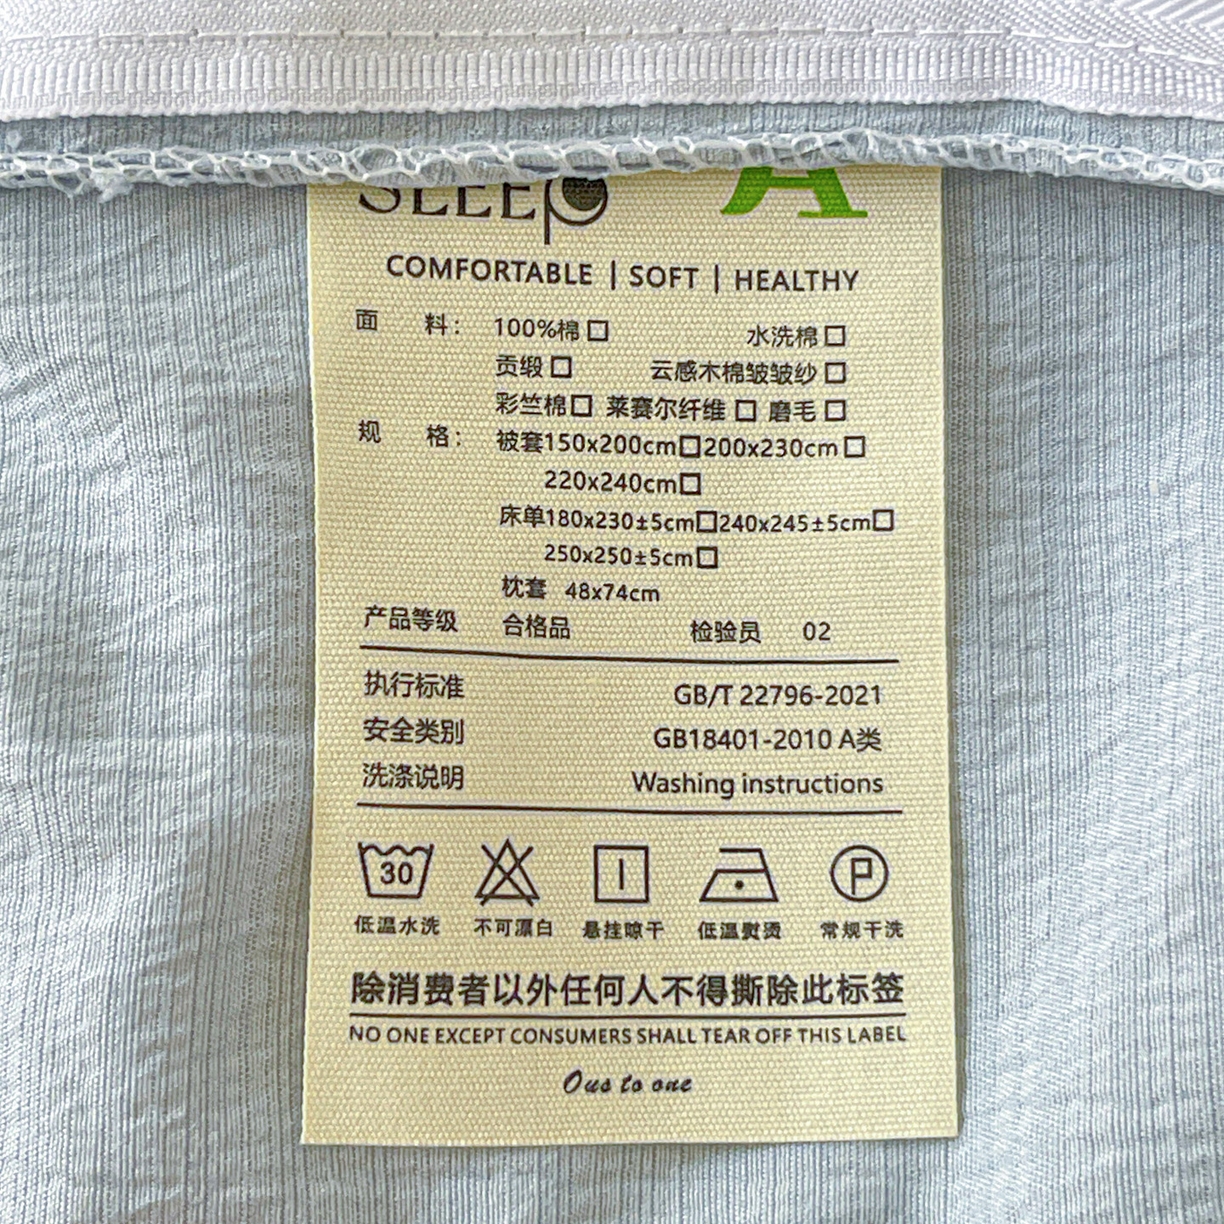 SLEEP A
COMFORTABLE | SOFT | HEALTHY
面 料： 100%棉□ 水洗棉□
贡缎□ 云感木棉皱皱纱□
彩竺棉□ 莱赛尔纤维□ 磨毛□
规 格： 被套150x200cm□200x230cm□
220x240cm□
床单180x230±5cm□240x245±5cm□
250x250±5cm□
枕套 48x74cm
产品等级 合格品 检验员 02
执行标准 GB/T 22796-2021
安全类别 GB18401-2010 A类
洗涤说明 Washing instructions
30 P
低温水洗 不可漂白 悬挂晾干 低温熨烫 常规干洗
除消费者以外任何人不得撕除此标签
NO ONE EXCEPT CONSUMERS SHALL TEAR OFF THIS LABEL
Ous to one